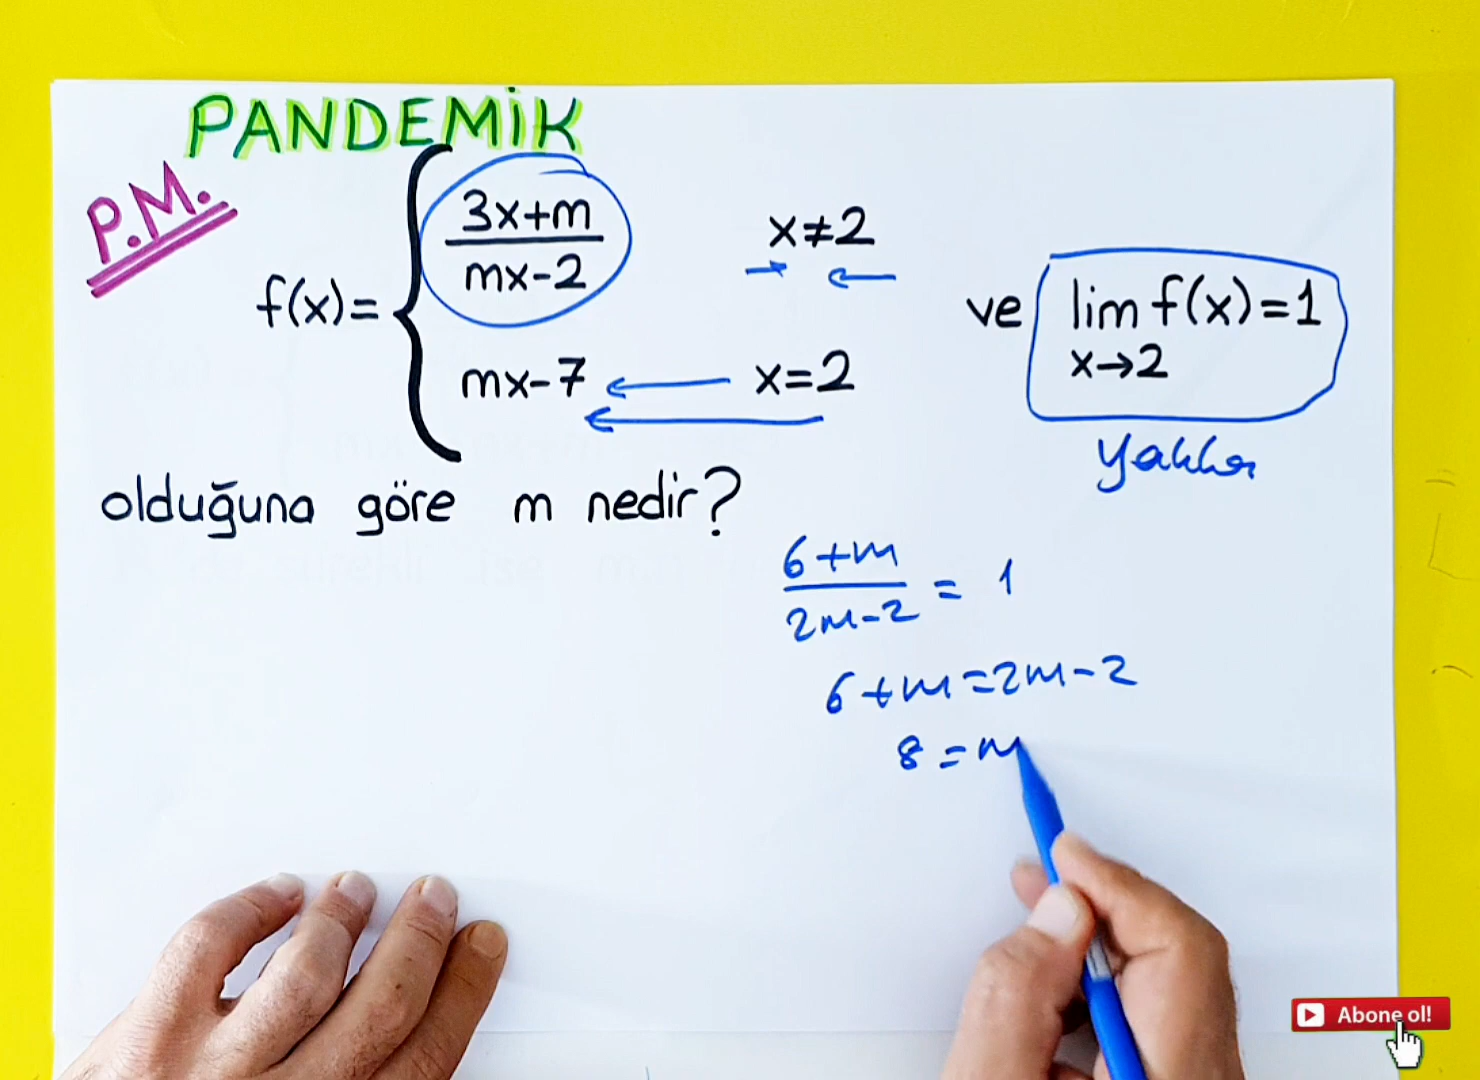 PANDEMİK
P.M.
f(x)= { 3x+m / mx-2 x≠2
mx-7 x=2
ve lim f(x)=1
x→2
olduğuna göre m nedir?
6+m / 2m-2 = 1
6+m=2m-2
8=m
Abone ol!